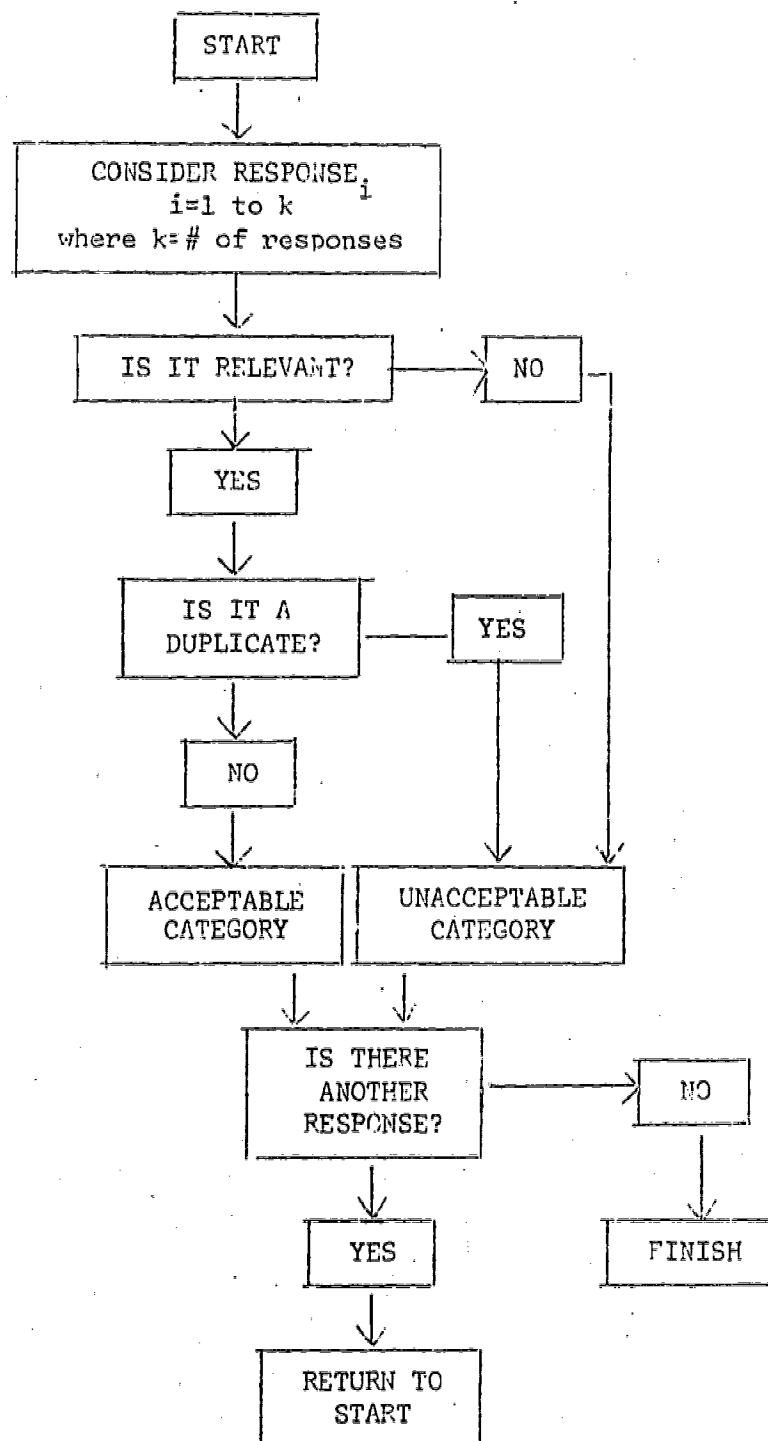 START
CONSIDER RESPONSE i
i=1 to k
where k=# of responses
IS IT RELEVANT?
NO
YES
IS IT A
DUPLICATE?
YES
NO
ACCEPTABLE
CATEGORY
UNACCEPTABLE
CATEGORY
IS THERE
ANOTHER
RESPONSE?
NO
YES
FINISH
RETURN TO
START